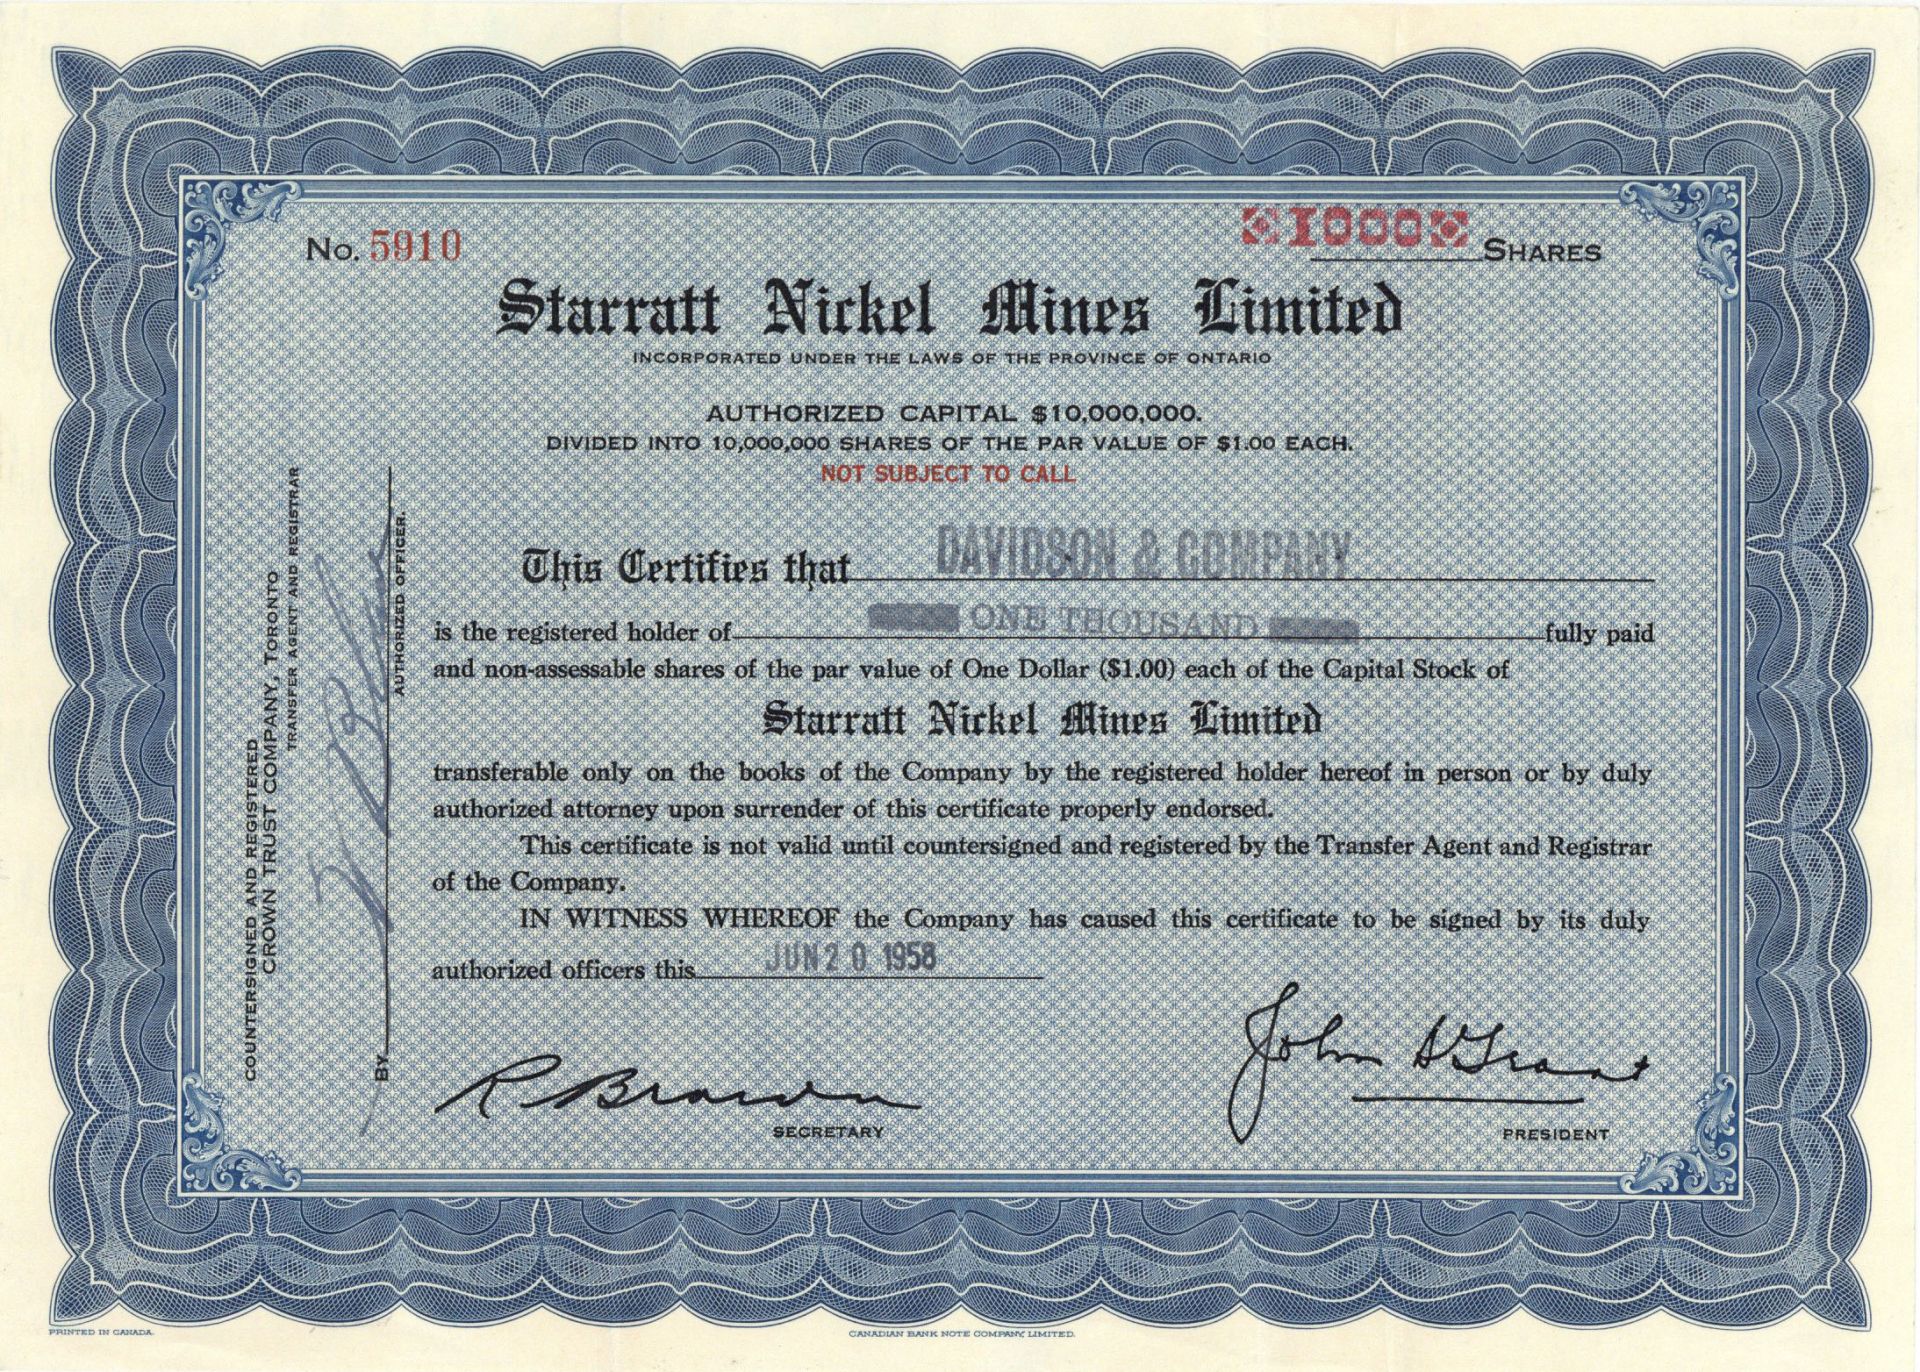 No. 5910
1000 SHARES
Starratt Nickel Mines Limited
INCORPORATED UNDER THE LAWS OF THE PROVINCE OF ONTARIO
AUTHORIZED CAPITAL $10,000,000.
DIVIDED INTO 10,000,000 SHARES OF THE PAR VALUE OF $1.00 EACH.
NOT SUBJECT TO CALL
This Certifies that DAVIDSON & COMPANY
is the registered holder of ONE THOUSAND fully paid
and non-assessable shares of the par value of One Dollar ($1.00) each of the Capital Stock of
Starratt Nickel Mines Limited
transferable only on the books of the Company by the registered holder hereof in person or by duly
authorized attorney upon surrender of this certificate properly endorsed.
This certificate is not valid until countersigned and registered by the Transfer Agent and Registrar
of the Company.
IN WITNESS WHEREOF the Company has caused this certificate to be signed by its duly
authorized officers this JUN 20 1958
R Brown
SECRETARY
John A Grant
PRESIDENT
COUNTERSIGNED AND REGISTERED
CROWN TRUST COMPANY, TORONTO
TRANSFER AGENT AND REGISTRAR
BY
AUTHORIZED OFFICER.
PRINTED IN CANADA.
CANADIAN BANK NOTE COMPANY, LIMITED.